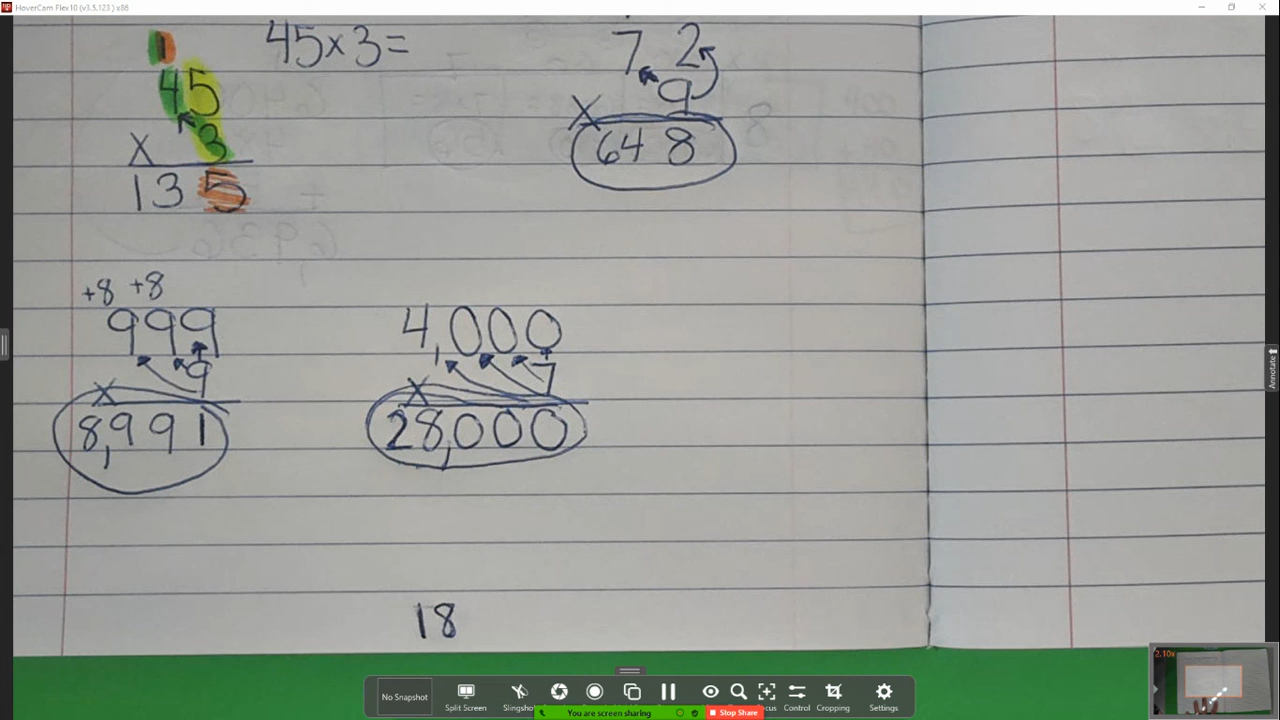 HoverCam Flex10 (v3.5,123) x86
1
45
x 3
135
45x3=
72
x 9
648
+8 +8
999
x 9
8,991
4,000
x 7
28,000
18
2.10x
Annotate
No Snapshot
Split Screen
Control
Cropping
Settings
You are screen sharing
Stop Share